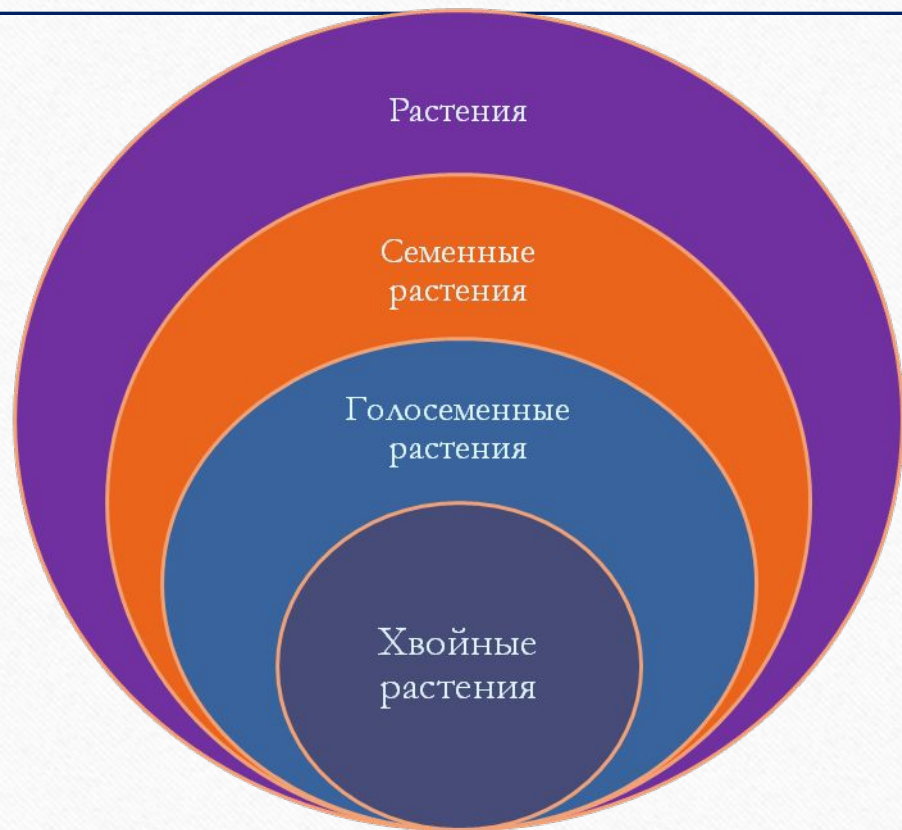 Растения
Семенные
растения
Голосеменные
растения
Хвойные
растения